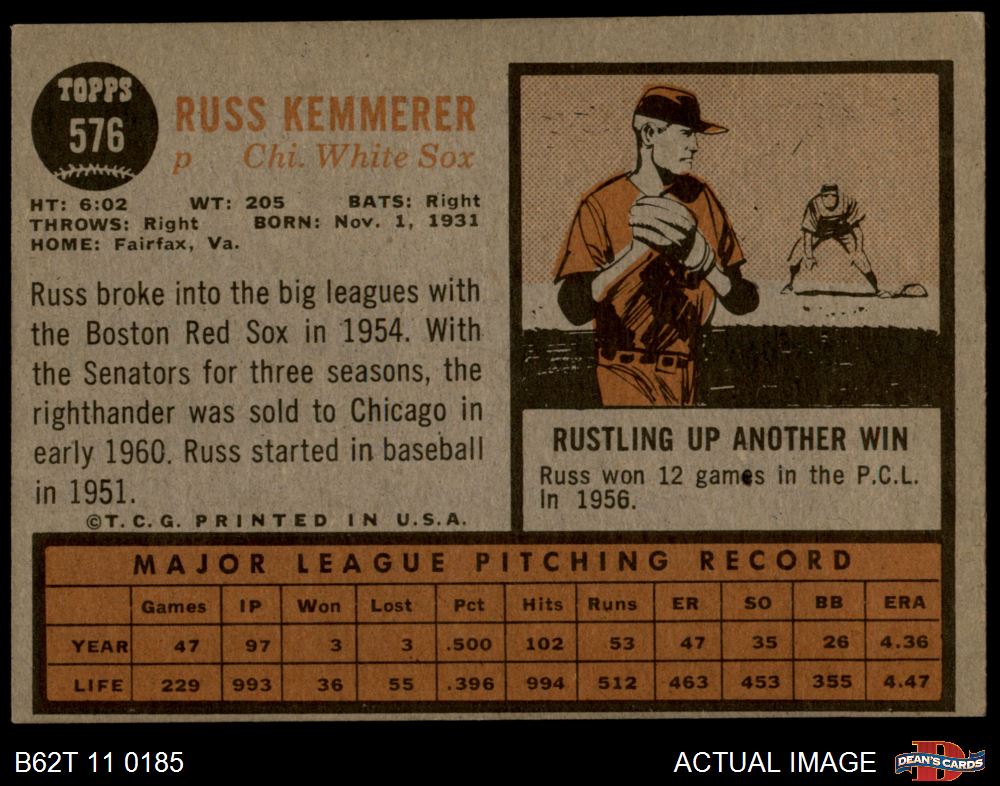 TOPPS
576
RUSS KEMMERER
p Chi. White Sox
HT: 6:02 WT: 205 BATS: Right
THROWS: Right BORN: Nov. 1, 1931
HOME: Fairfax, Va.
Russ broke into the big leagues with
the Boston Red Sox in 1954. With
the Senators for three seasons, the
righthander was sold to Chicago in
early 1960. Russ started in baseball
in 1951.
©T. C. G. PRINTED IN U.S.A.
RUSTLING UP ANOTHER WIN
Russ won 12 games in the P.C.L.
In 1956.
MAJOR LEAGUE PITCHING RECORD
Games IP Won Lost Pct Hits Runs ER SO BB ERA
YEAR 47 97 3 3 .500 102 53 47 35 26 4.36
LIFE 229 993 36 55 .396 994 512 463 453 355 4.47
B62T 11 0185
ACTUAL IMAGE
D
DEAN'S CARDS